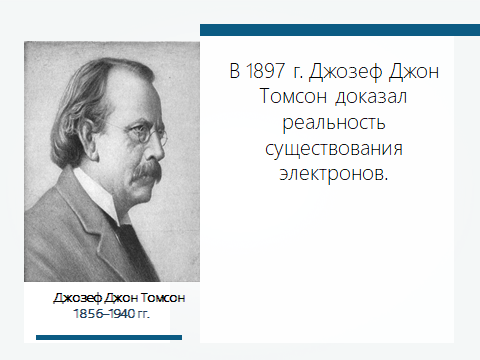 В 1897 г. Джозеф Джон
Томсон доказал
реальность
существования
электронов.
Джозеф Джон Томсон
1856–1940 гг.